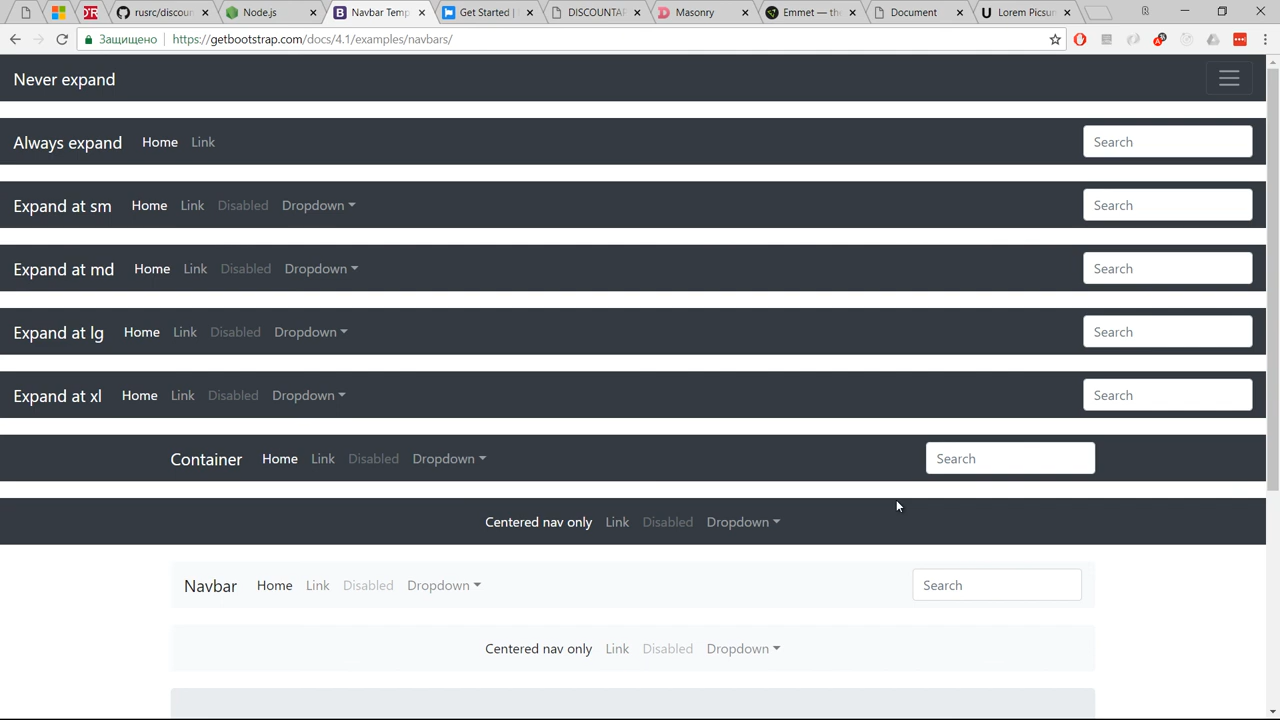 rusrc/discoun
Node.js
Navbar Temp
Get Started |
DISCOUNTAF
Masonry
Emmet — the
Document
Lorem Picsum
Защищено https://getbootstrap.com/docs/4.1/examples/navbars/
Never expand
Always expand Home Link Search
Expand at sm Home Link Disabled Dropdown Search
Expand at md Home Link Disabled Dropdown Search
Expand at lg Home Link Disabled Dropdown Search
Expand at xl Home Link Disabled Dropdown Search
Container Home Link Disabled Dropdown Search
Centered nav only Link Disabled Dropdown
Navbar Home Link Disabled Dropdown Search
Centered nav only Link Disabled Dropdown